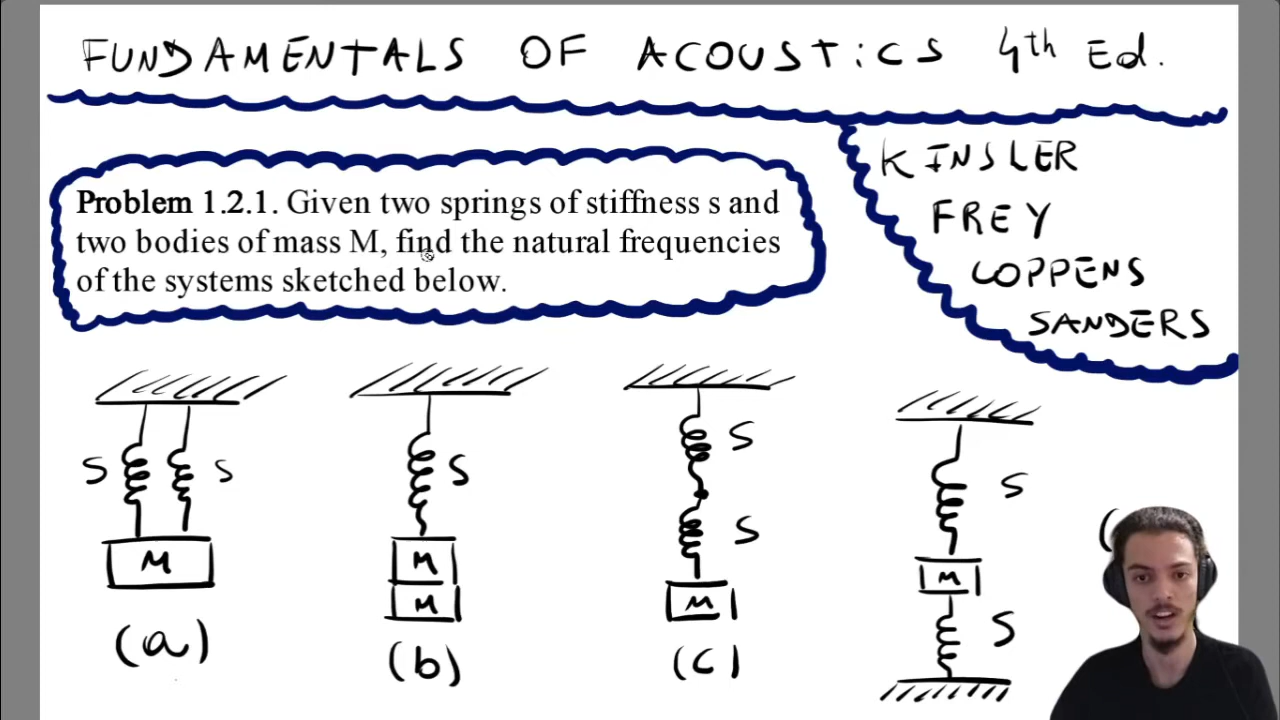 FUNDAMENTALS OF ACOUSTICS 4th Ed.
KINSLER
FREY
COPPENS
SANDERS
Problem 1.2.1. Given two springs of stiffness s and
two bodies of mass M, find the natural frequencies
of the systems sketched below.
S S
M
(a)
S
M
M
(b)
S
S
M
(c)
S
M
S
(